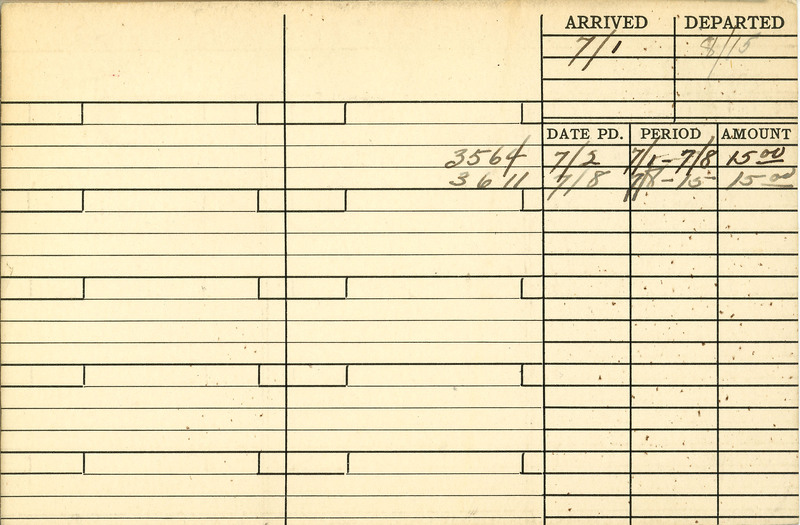 ARRIVED DEPARTED
7/1 8/15
DATE PD. PERIOD AMOUNT
3564 7/2 7/1-7/8 15 00
3611 7/8 7/8-15 15 00